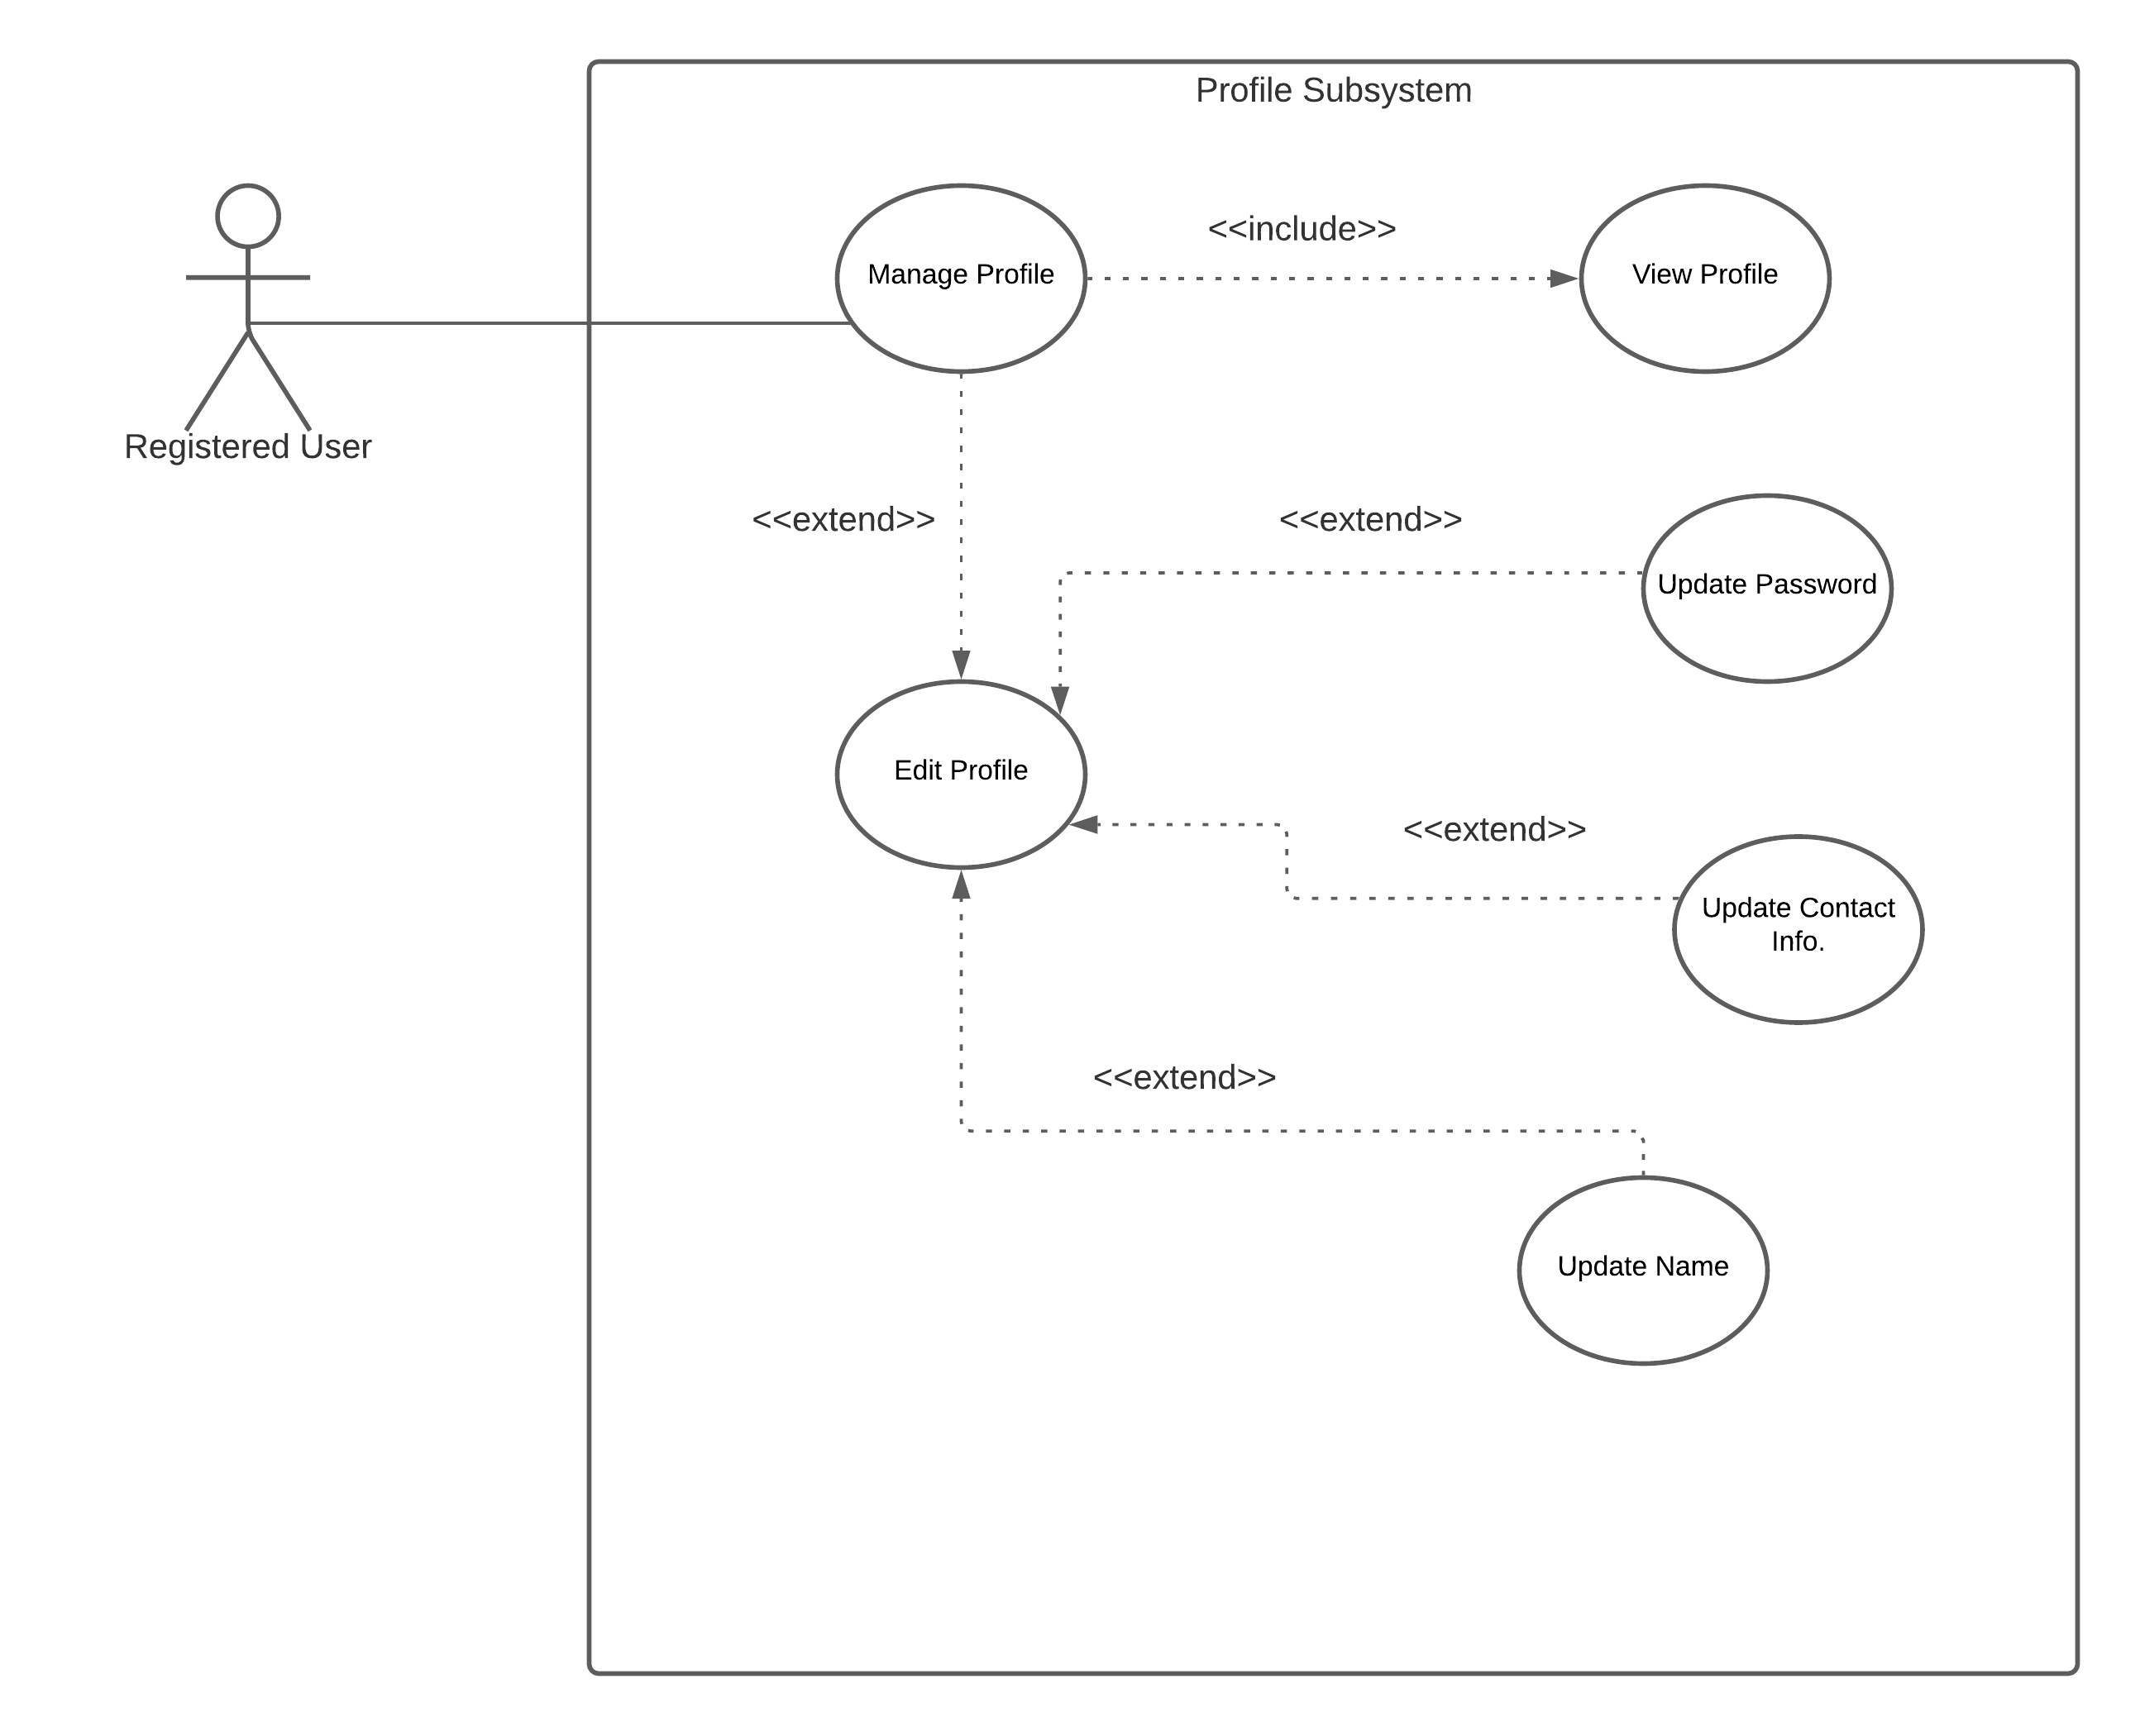 Profile Subsystem
Manage Profile
<<include>>
View Profile
Registered User
<<extend>>
<<extend>>
Update Password
Edit Profile
<<extend>>
Update Contact
Info.
<<extend>>
Update Name